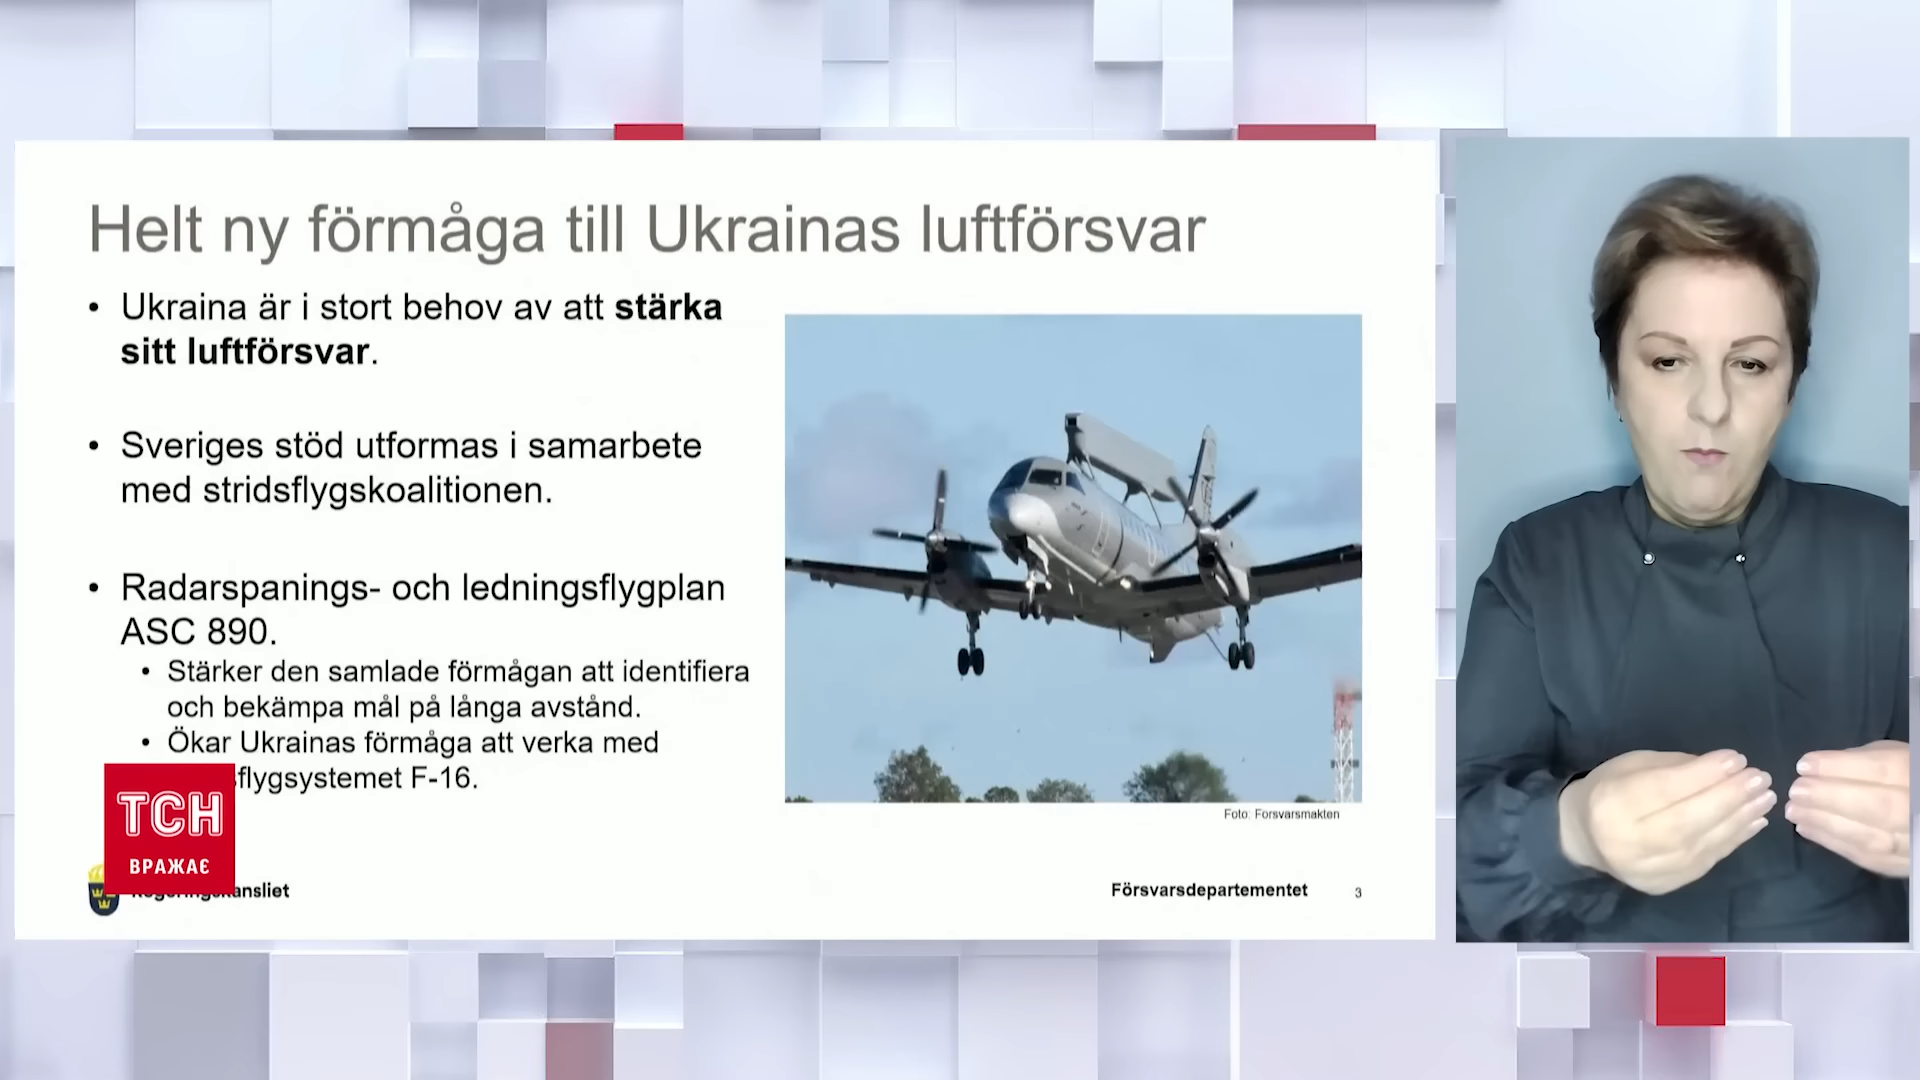 Helt ny förmåga till Ukrainas luftförsvar
• Ukraina är i stort behov av att stärka
sitt luftförsvar.
• Sveriges stöd utformas i samarbete
med stridsflygskoalitionen.
• Radarspanings- och ledningsflygplan
ASC 890.
• Stärker den samlade förmågan att identifiera
och bekämpa mål på långa avstånd.
• Ökar Ukrainas förmåga att verka med
sflygsystemet F-16.
Foto: Forsvarsmakten
ТСН
ВРАЖАЄ
Försvarsdepartementet
3